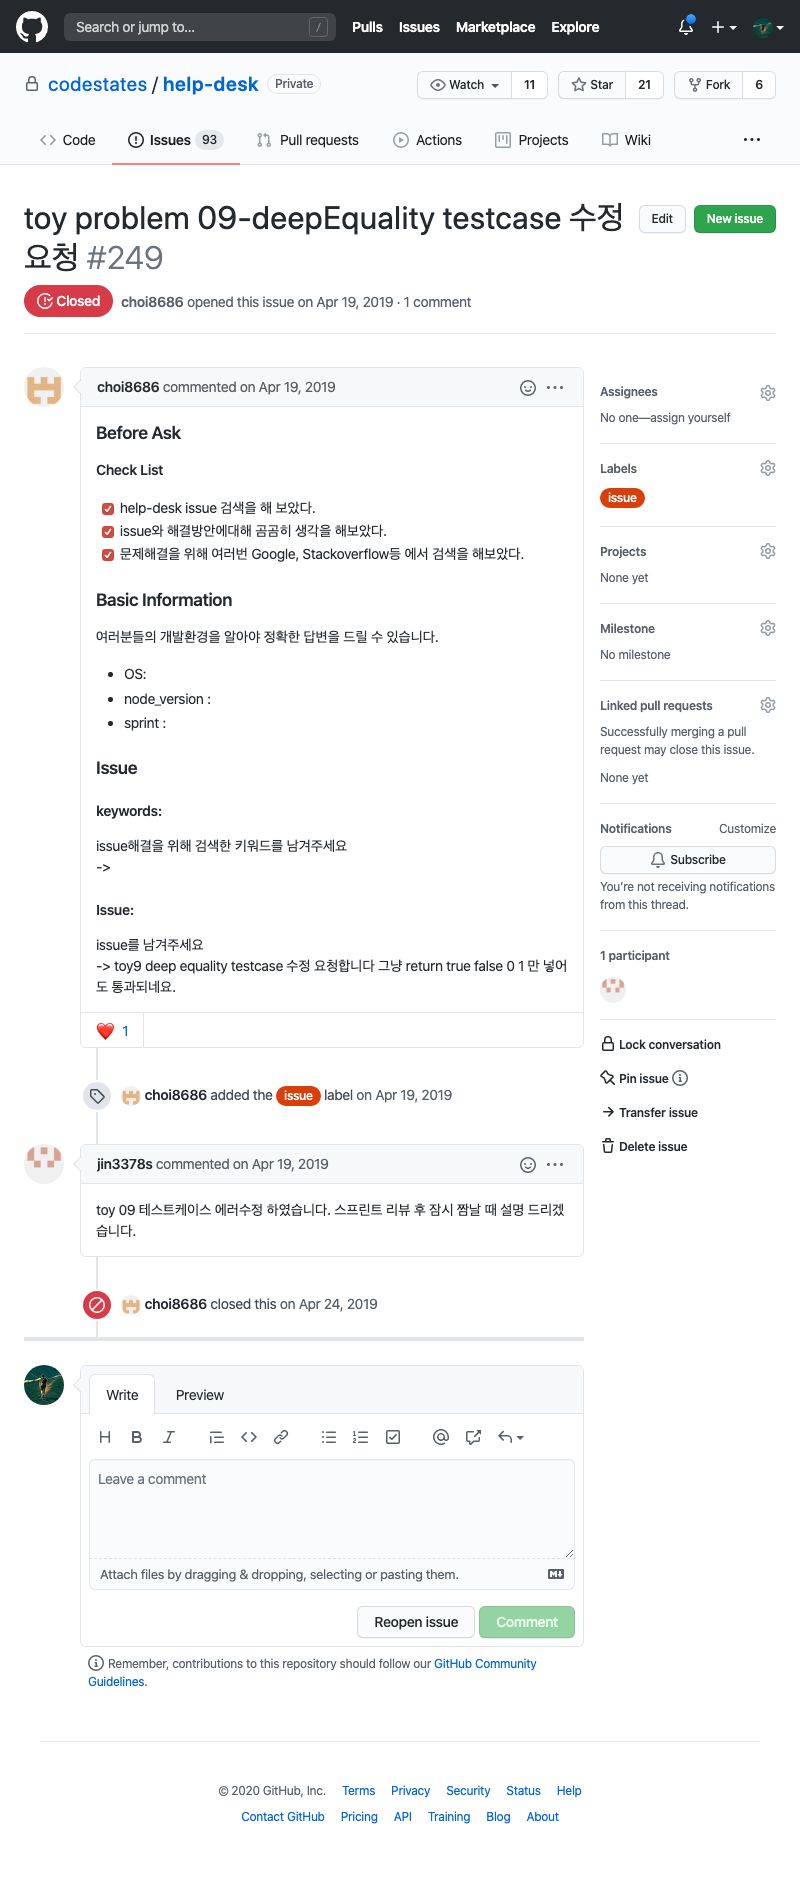 Search or jump to... /
Pulls Issues Marketplace Explore
codestates / help-desk Private
Watch 11 Star 21 Fork 6
Code Issues 93 Pull requests Actions Projects Wiki ...
toy problem 09-deepEquality testcase 수정
요청 #249
Edit New issue
Closed choi8686 opened this issue on Apr 19, 2019 · 1 comment
choi8686 commented on Apr 19, 2019
Before Ask
Check List
help-desk issue 검색을 해 보았다.
issue와 해결방안에대해 곰곰히 생각을 해보았다.
문제해결을 위해 여러번 Google, Stackoverflow등 에서 검색을 해보았다.
Basic Information
여러분들의 개발환경을 알아야 정확한 답변을 드릴 수 있습니다.
• OS:
• node_version :
• sprint :
Issue
keywords:
issue해결을 위해 검색한 키워드를 남겨주세요
->
Issue:
issue를 남겨주세요
-> toy9 deep equality testcase 수정 요청합니다 그냥 return true false 0 1 만 넣어
도 통과되네요.
❤️ 1
choi8686 added the issue label on Apr 19, 2019
jin3378s commented on Apr 19, 2019
toy 09 테스트케이스 에러수정 하였습니다. 스프린트 리뷰 후 잠시 짬날 때 설명 드리겠
습니다.
choi8686 closed this on Apr 24, 2019
Write Preview
H B I
Leave a comment
Attach files by dragging & dropping, selecting or pasting them.
Reopen issue Comment
Remember, contributions to this repository should follow our GitHub Community
Guidelines.
Assignees
No one—assign yourself
Labels
issue
Projects
None yet
Milestone
No milestone
Linked pull requests
Successfully merging a pull
request may close this issue.
None yet
Notifications Customize
Subscribe
You're not receiving notifications
from this thread.
1 participant
Lock conversation
Pin issue
Transfer issue
Delete issue
© 2020 GitHub, Inc. Terms Privacy Security Status Help
Contact GitHub Pricing API Training Blog About